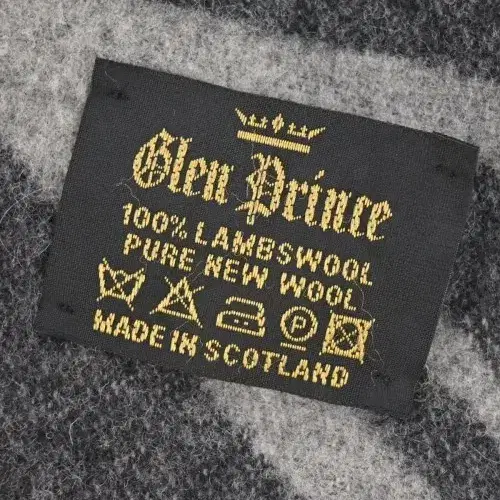 Glen Prince
100% LAMBSWOOL
PURE NEW WOOL
P
MADE IN SCOTLAND